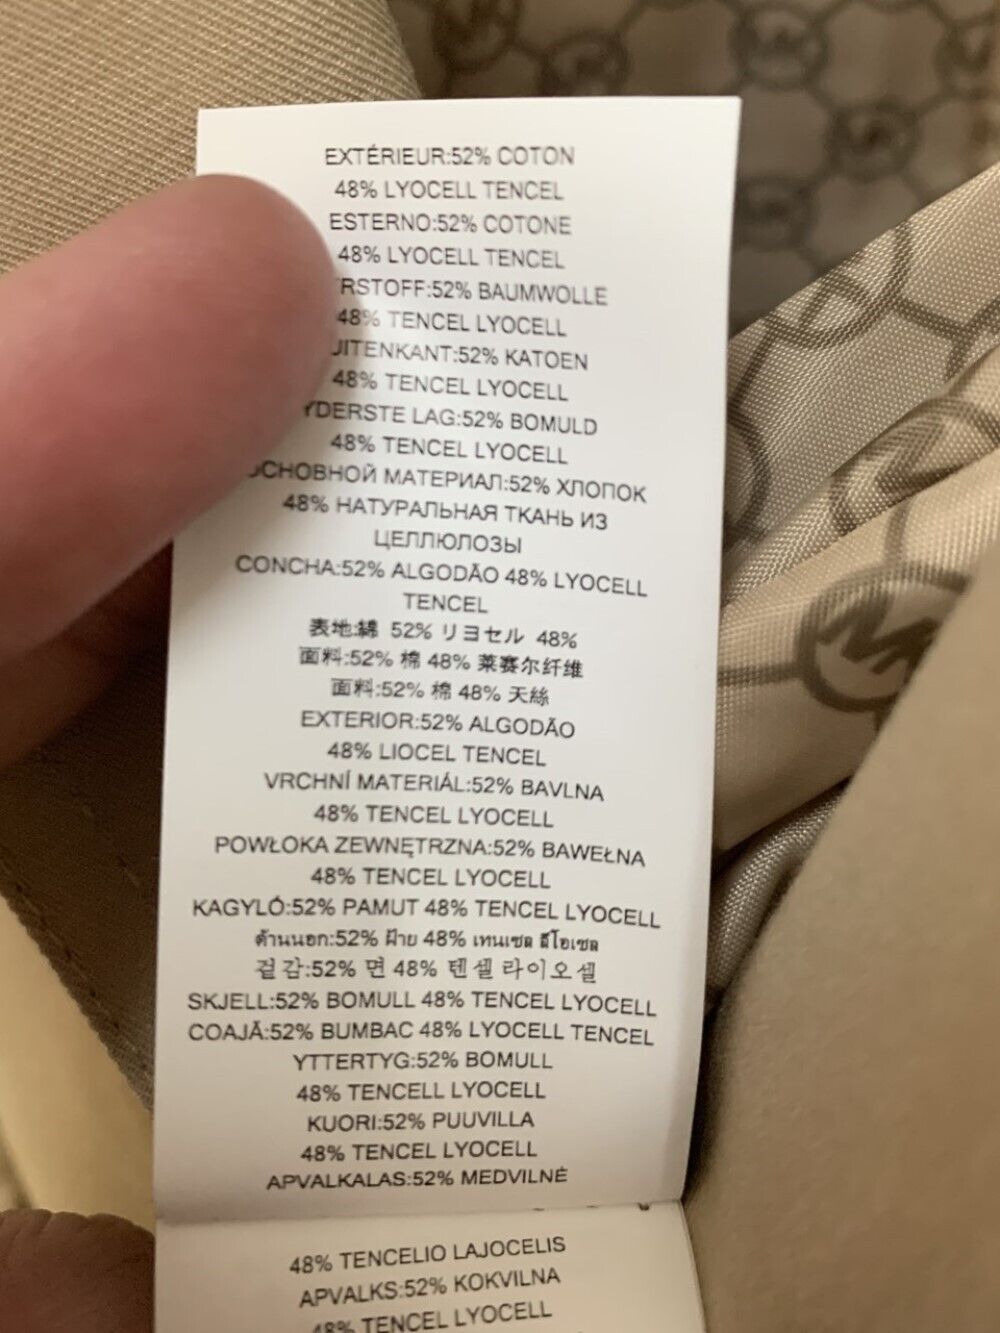 EXTÉRIEUR:52% COTON
48% LYOCELL TENCEL
ESTERNO:52% COTONE
48% LYOCELL TENCEL
52% BAUMWOLLE
48% TENCEL LYOCELL
52% KATOEN
48% TENCEL LYOCELL
LAG:52% BOMULD
48% TENCEL LYOCELL
МАТЕРИАЛ:52% ХЛОПОК
48% НАТУРАЛЬНАЯ ТКАНЬ ИЗ
ЦЕЛЛЮЛОЗЫ
CONCHA:52% ALGODÃO 48% LYOCELL
TENCEL
表地:綿 52% リヨセル 48%
面料:52% 棉 48% 莱赛尔纤维
面料:52% 棉 48% 天絲
EXTERIOR:52% ALGODÃO
48% LIOCEL TENCEL
VRCHNÍ MATERIÁL:52% BAVLNA
48% TENCEL LYOCELL
POWŁOKA ZEWNĘTRZNA:52% BAWEŁNA
48% TENCEL LYOCELL
KAGYLÓ:52% PAMUT 48% TENCEL LYOCELL
ด้านนอก:52% ฝ้าย 48% เทนเซล ลีโอเซล
겉감:52% 면 48% 텐셀 라이오셀
SKJELL:52% BOMULL 48% TENCEL LYOCELL
COAJĂ:52% BUMBAC 48% LYOCELL TENCEL
YTTERTYG:52% BOMULL
48% TENCELL LYOCELL
KUORI:52% PUUVILLA
48% TENCEL LYOCELL
APVALKALAS:52% MEDVILNĖ
48% TENCELIO LAJOCELIS
APVALKS:52% KOKVILNA
48% TENCEL LYOCELL
MK